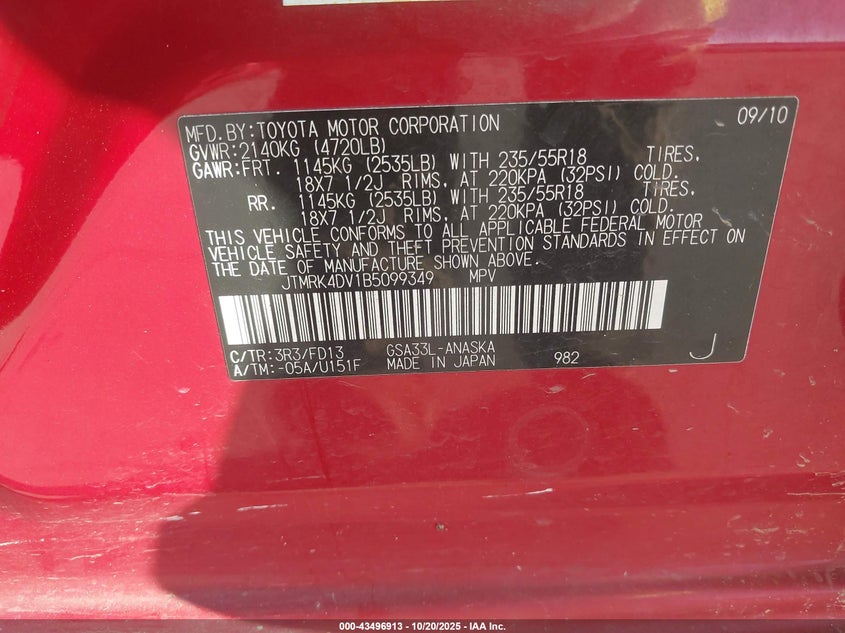 MFD.BY:TOYOTA MOTOR CORPORATION 09/10
GVWR:2140KG (4720LB)
GAWR:FRT. 1145KG (2535LB) WITH 235/55R18 TIRES,
18X7 1/2J RIMS, AT 220KPA (32PSI) COLD.
RR. 1145KG (2535LB) WITH 235/55R18 TIRES,
18X7 1/2J RIMS, AT 220KPA (32PSI) COLD.
THIS VEHICLE CONFORMS TO ALL APPLICABLE FEDERAL MOTOR
VEHICLE SAFETY AND THEFT PREVENTION STANDARDS IN EFFECT ON
THE DATE OF MANUFACTURE SHOWN ABOVE.
JTMRK4DV1B5099349 MPV
C/TR:3R3/FD13 GSA33L-ANASKA
A/TM:-05A/U151F MADE IN JAPAN 982 J
000-43496913 - 10/20/2025 - IAA Inc.